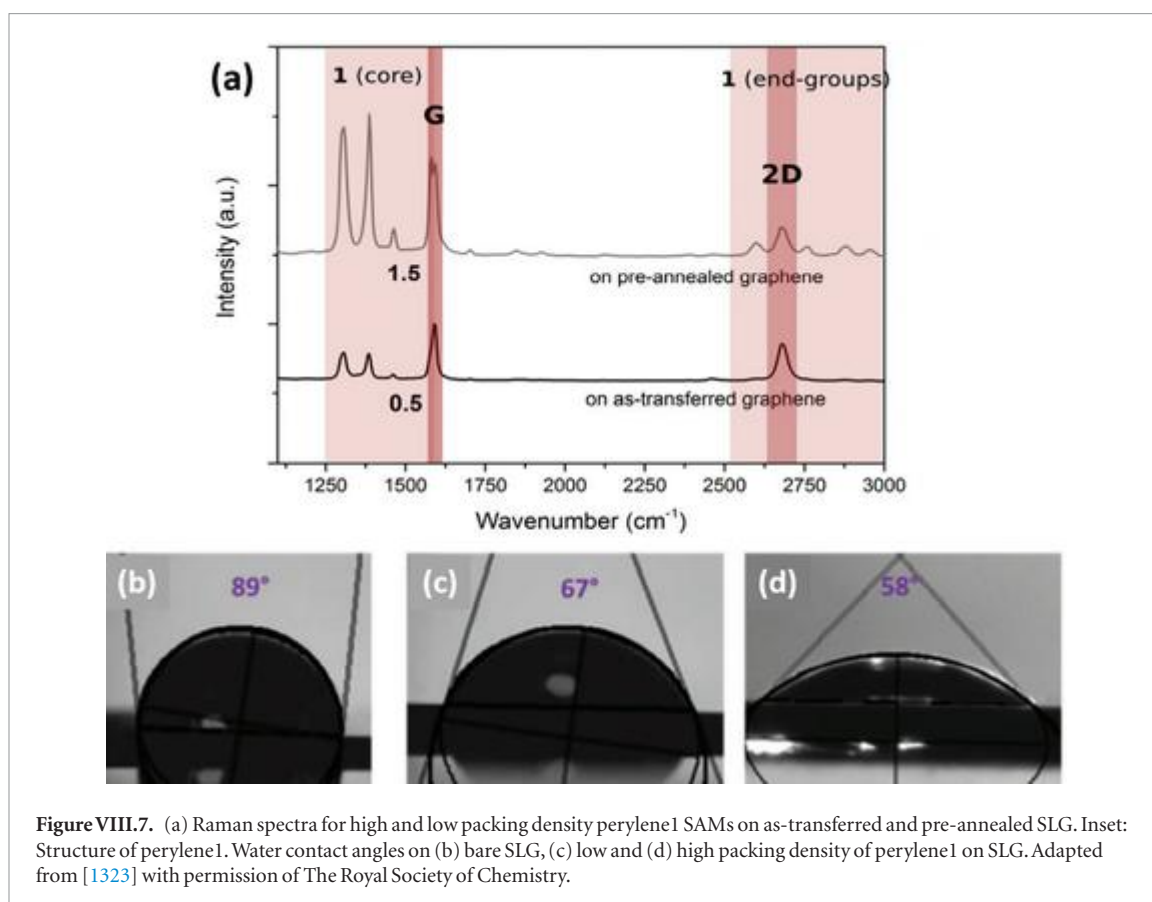 (a)
1 (core)
1 (end-groups)
G
2D
1.5
on pre-annealed graphene
0.5
on as-transferred graphene
Intensity (a.u.)
1250 1500 1750 2000 2250 2500 2750 3000
Wavenumber (cm⁻¹)
(b) 89°
(c) 67°
(d) 58°
Figure VIII.7. (a) Raman spectra for high and low packing density perylene1 SAMs on as-transferred and pre-annealed SLG. Inset:
Structure of perylene1. Water contact angles on (b) bare SLG, (c) low and (d) high packing density of perylene1 on SLG. Adapted
from [1323] with permission of The Royal Society of Chemistry.